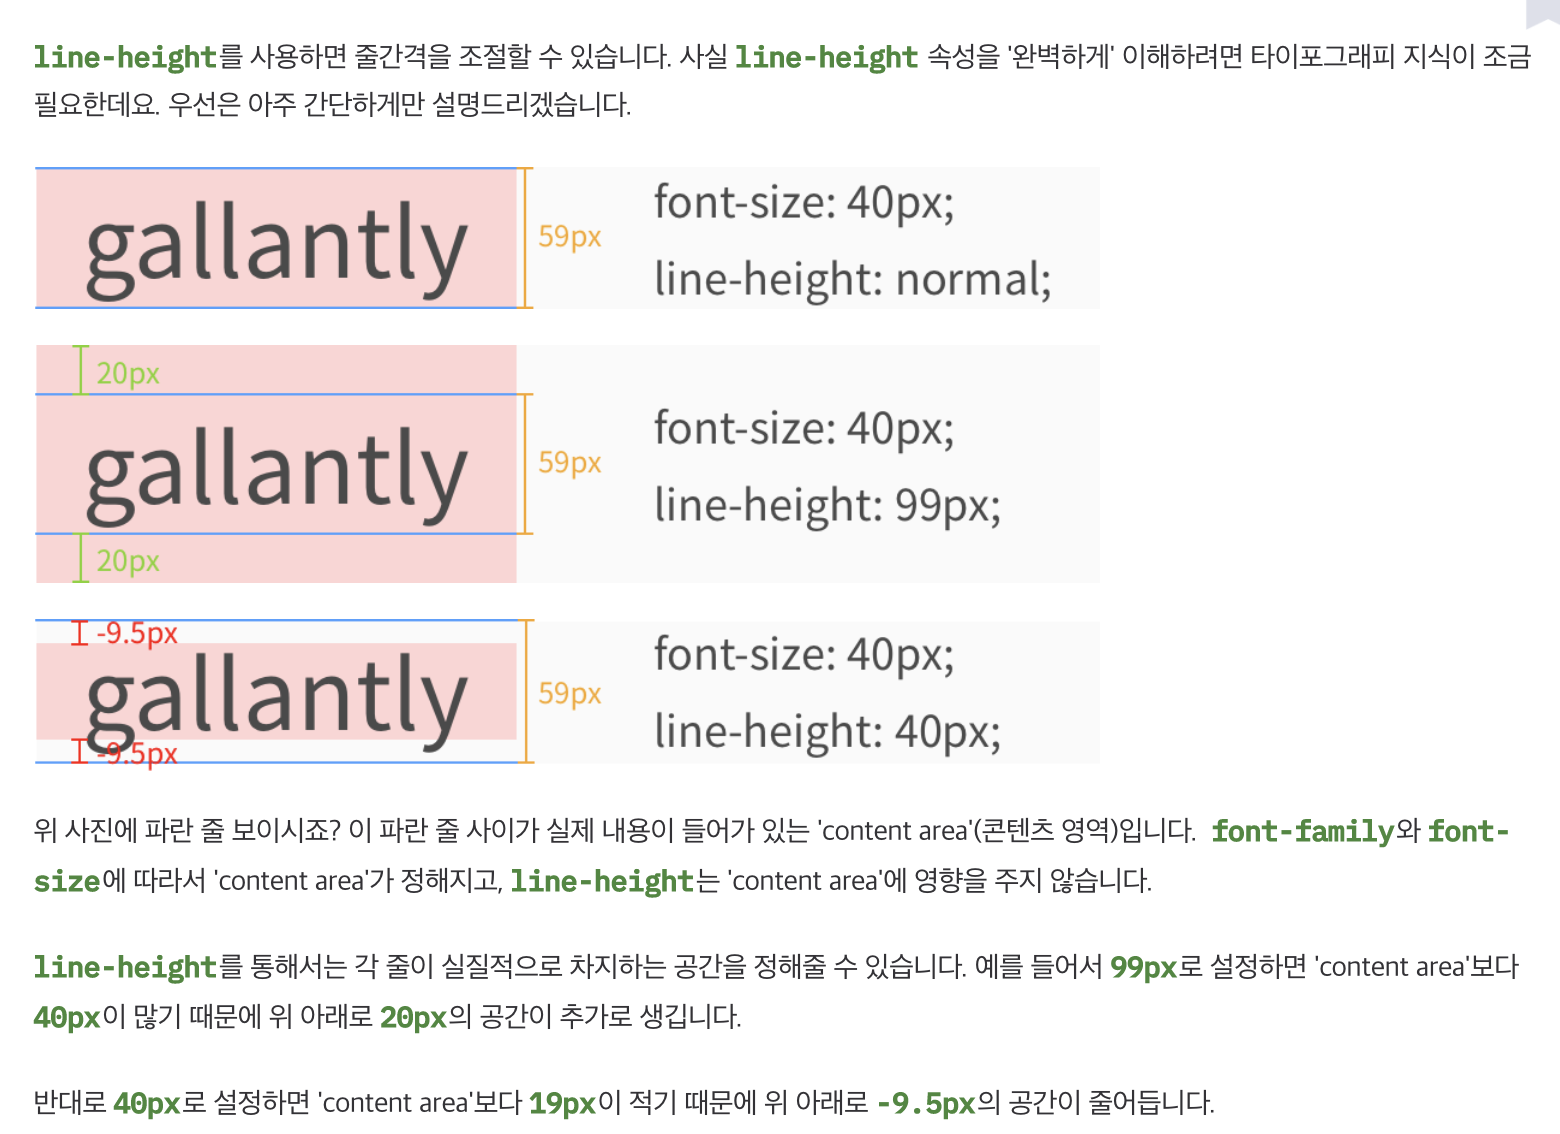 line-height를 사용하면 줄간격을 조절할 수 있습니다. 사실 line-height 속성을 '완벽하게' 이해하려면 타이포그래피 지식이 조금
필요한데요. 우선은 아주 간단하게만 설명드리겠습니다.
gallantly
59px
font-size: 40px;
line-height: normal;
20px
gallantly
59px
20px
font-size: 40px;
line-height: 99px;
-9.5px
gallantly
59px
-9.5px
font-size: 40px;
line-height: 40px;
위 사진에 파란 줄 보이시죠? 이 파란 줄 사이가 실제 내용이 들어가 있는 'content area'(콘텐츠 영역)입니다. font-family와 font-
size에 따라서 'content area'가 정해지고, line-height는 'content area'에 영향을 주지 않습니다.
line-height를 통해서는 각 줄이 실질적으로 차지하는 공간을 정해줄 수 있습니다. 예를 들어서 99px로 설정하면 'content area'보다
40px이 많기 때문에 위 아래로 20px의 공간이 추가로 생깁니다.
반대로 40px로 설정하면 'content area'보다 19px이 적기 때문에 위 아래로 -9.5px의 공간이 줄어듭니다.